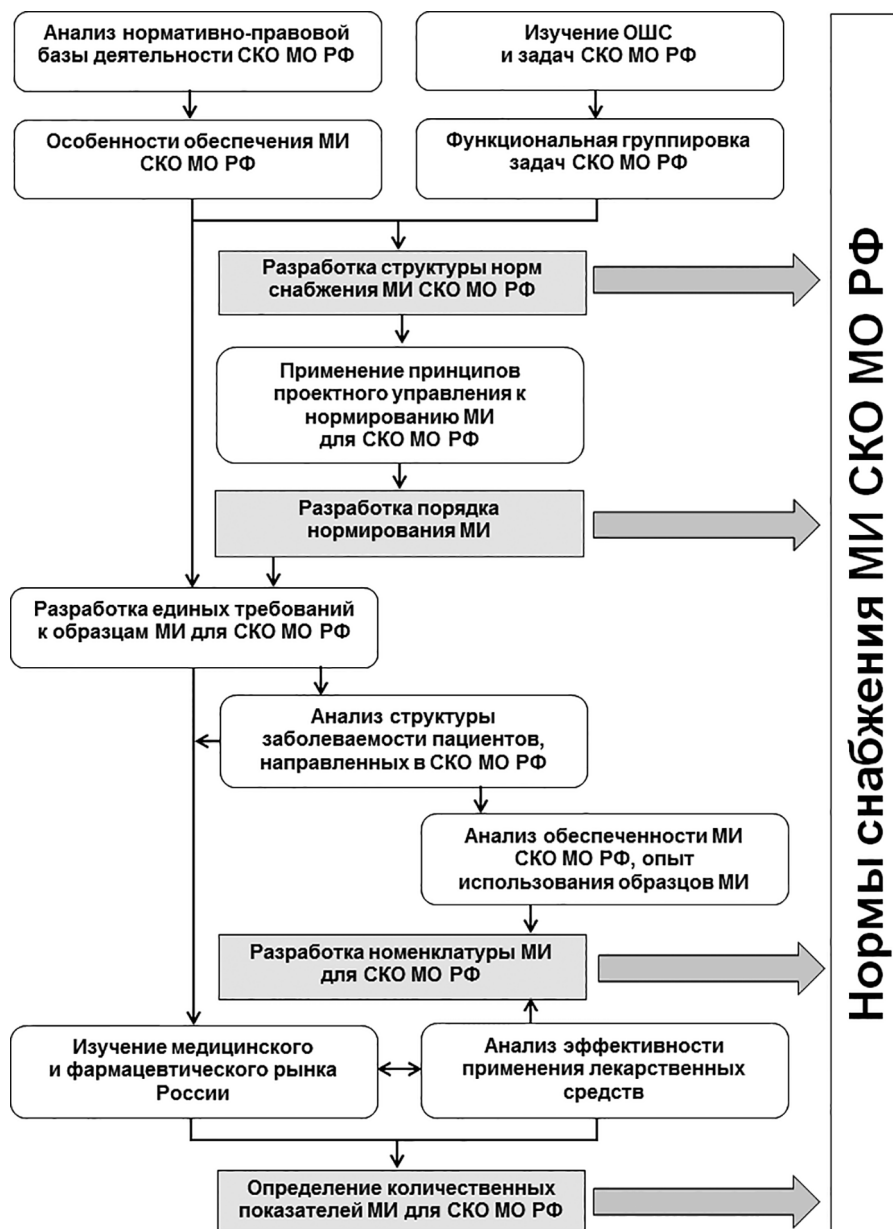 Анализ нормативно-правовой
базы деятельности СКО МО РФ
Изучение ОШС
и задач СКО МО РФ
Особенности обеспечения МИ
СКО МО РФ
Функциональная группировка
задач СКО МО РФ
Разработка структуры норм
снабжения МИ СКО МО РФ
Применение принципов
проектного управления к
нормированию МИ
для СКО МО РФ
Разработка порядка
нормирования МИ
Разработка единых требований
к образцам МИ для СКО МО РФ
Анализ структуры
заболеваемости пациентов,
направленных в СКО МО РФ
Анализ обеспеченности МИ
СКО МО РФ, опыт
использования образцов МИ
Разработка номенклатуры МИ
для СКО МО РФ
Изучение медицинского
и фармацевтического рынка
России
Анализ эффективности
применения лекарственных
средств
Определение количественных
показателей МИ для СКО МО РФ
Нормы снабжения МИ СКО МО РФ